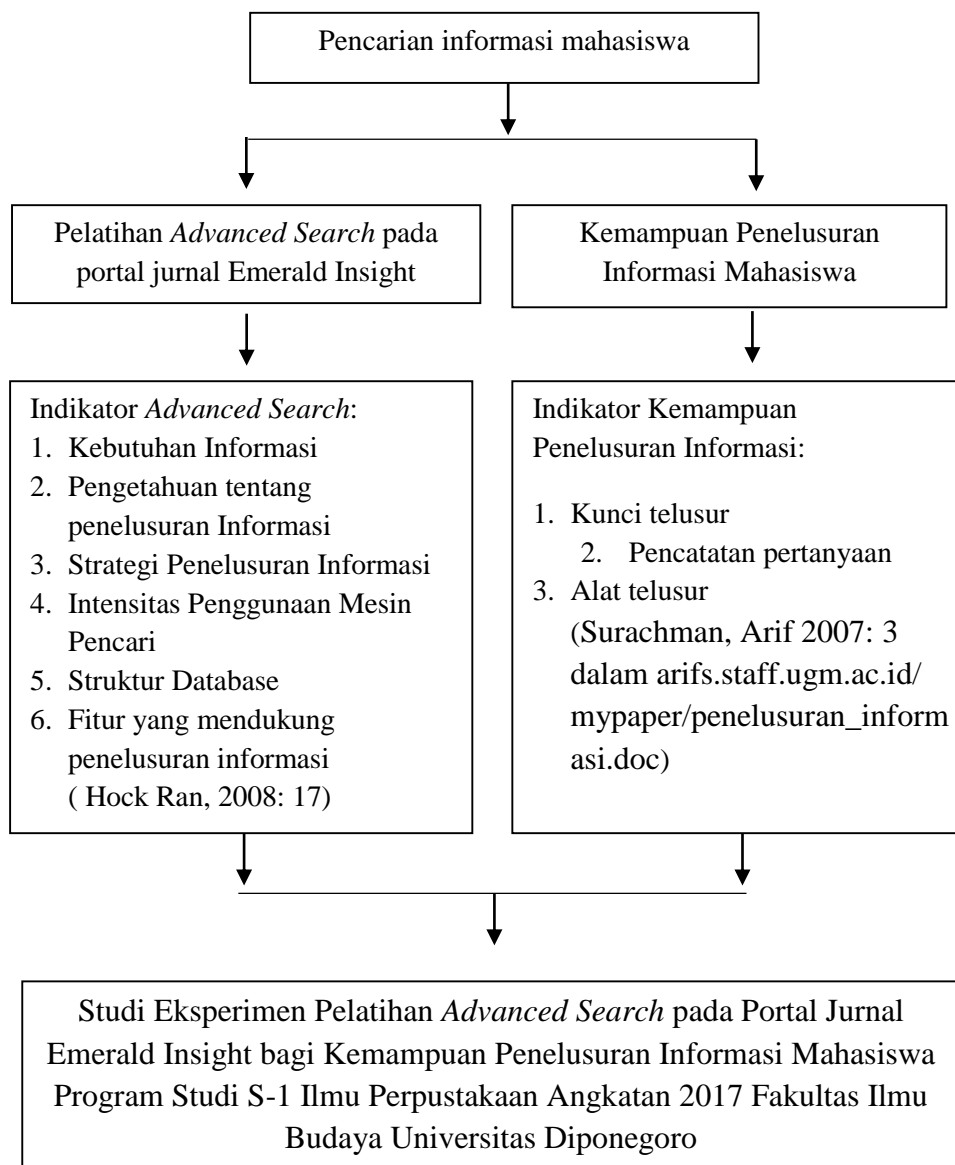 Pencarian informasi mahasiswa
Pelatihan Advanced Search pada
portal jurnal Emerald Insight
Kemampuan Penelusuran
Informasi Mahasiswa
Indikator Advanced Search:
1. Kebutuhan Informasi
2. Pengetahuan tentang
penelusuran Informasi
3. Strategi Penelusuran Informasi
4. Intensitas Penggunaan Mesin
Pencari
5. Struktur Database
6. Fitur yang mendukung
penelusuran informasi
( Hock Ran, 2008: 17)
Indikator Kemampuan
Penelusuran Informasi:
1. Kunci telusur
2. Pencatatan pertanyaan
3. Alat telusur
(Surachman, Arif 2007: 3
dalam arifs.staff.ugm.ac.id/
mypaper/penelusuran_inform
asi.doc)
Studi Eksperimen Pelatihan Advanced Search pada Portal Jurnal
Emerald Insight bagi Kemampuan Penelusuran Informasi Mahasiswa
Program Studi S-1 Ilmu Perpustakaan Angkatan 2017 Fakultas Ilmu
Budaya Universitas Diponegoro